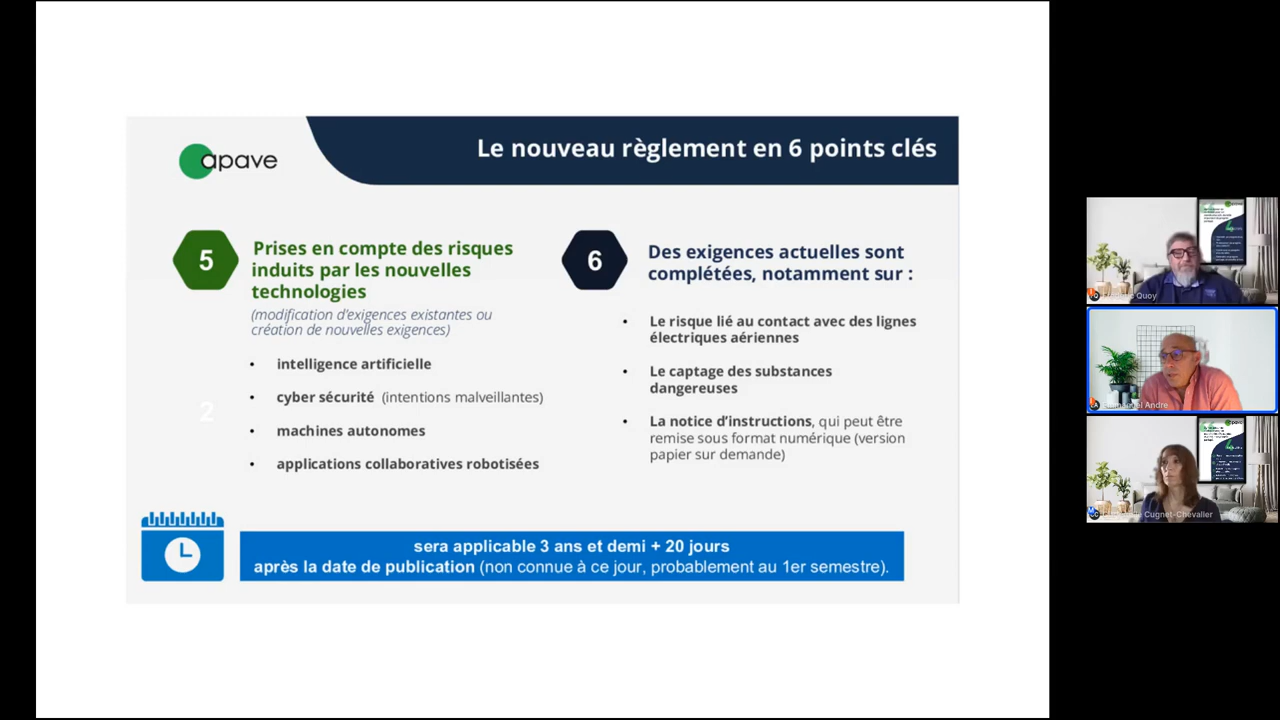 apave
Le nouveau règlement en 6 points clés
5
Prises en compte des risques
induits par les nouvelles
technologies
(modification d'exigences existantes ou
création de nouvelles exigences)
• intelligence artificielle
• cyber sécurité (intentions malveillantes)
2
• machines autonomes
• applications collaboratives robotisées
6
Des exigences actuelles sont
complétées, notamment sur :
• Le risque lié au contact avec des lignes
électriques aériennes
• Le captage des substances
dangereuses
• La notice d'instructions, qui peut être
remise sous format numérique (version
papier sur demande)
sera applicable 3 ans et demi + 20 jours
après la date de publication (non connue à ce jour, probablement au 1er semestre).
Quoy
Andre
Cugnet-Chevalier